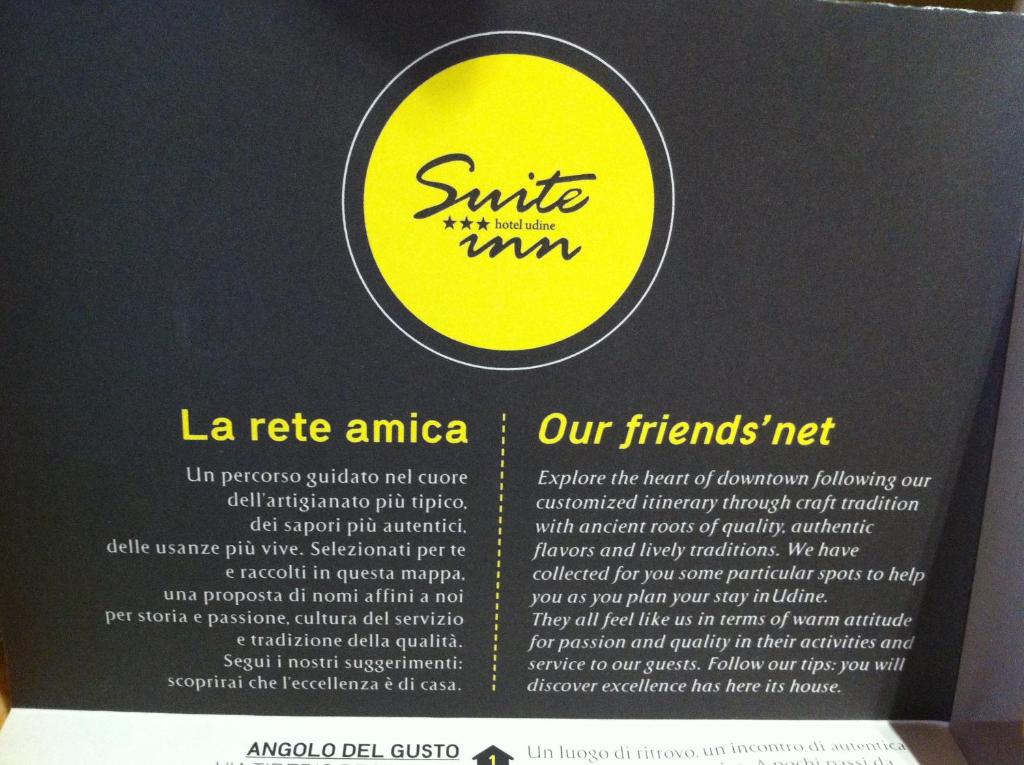 Suite
★★★ hotel udine
inn
La rete amica
Un percorso guidato nel cuore
dell'artigianato più tipico,
dei sapori più autentici,
delle usanze più vive. Selezionati per te
e raccolti in questa mappa,
una proposta di nomi affini a noi
per storia e passione, cultura del servizio
e tradizione della qualità.
Segui i nostri suggerimenti:
scoprirai che l'eccellenza è di casa.
Our friends' net
Explore the heart of downtown following our
customized itinerary through craft tradition
with ancient roots of quality, authentic
flavors and lively traditions. We have
collected for you some particular spots to help
you as you plan your stay in Udine.
They all feel like us in terms of warm attitude
for passion and quality in their activities and
service to our guests. Follow our tips: you will
discover excellence has here its house.
ANGOLO DEL GUSTO
1
Un luogo di ritrovo, un incontro di autentica
A pochi passi da